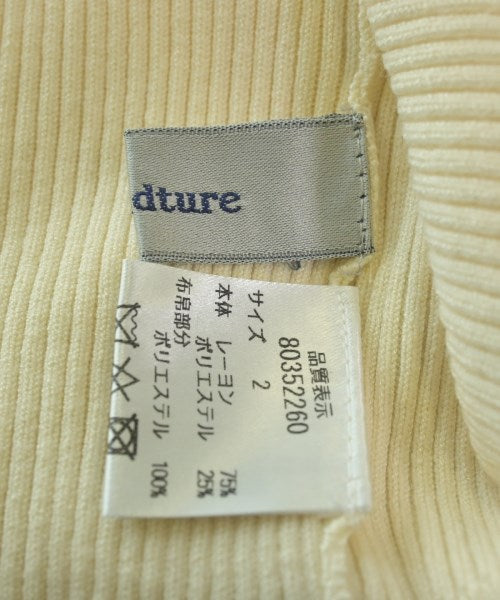 dture
品質表示
80352260
サイズ 2
本体 レーヨン 75%
ポリエステル 25%
布帛部分
ポリエステル 100%